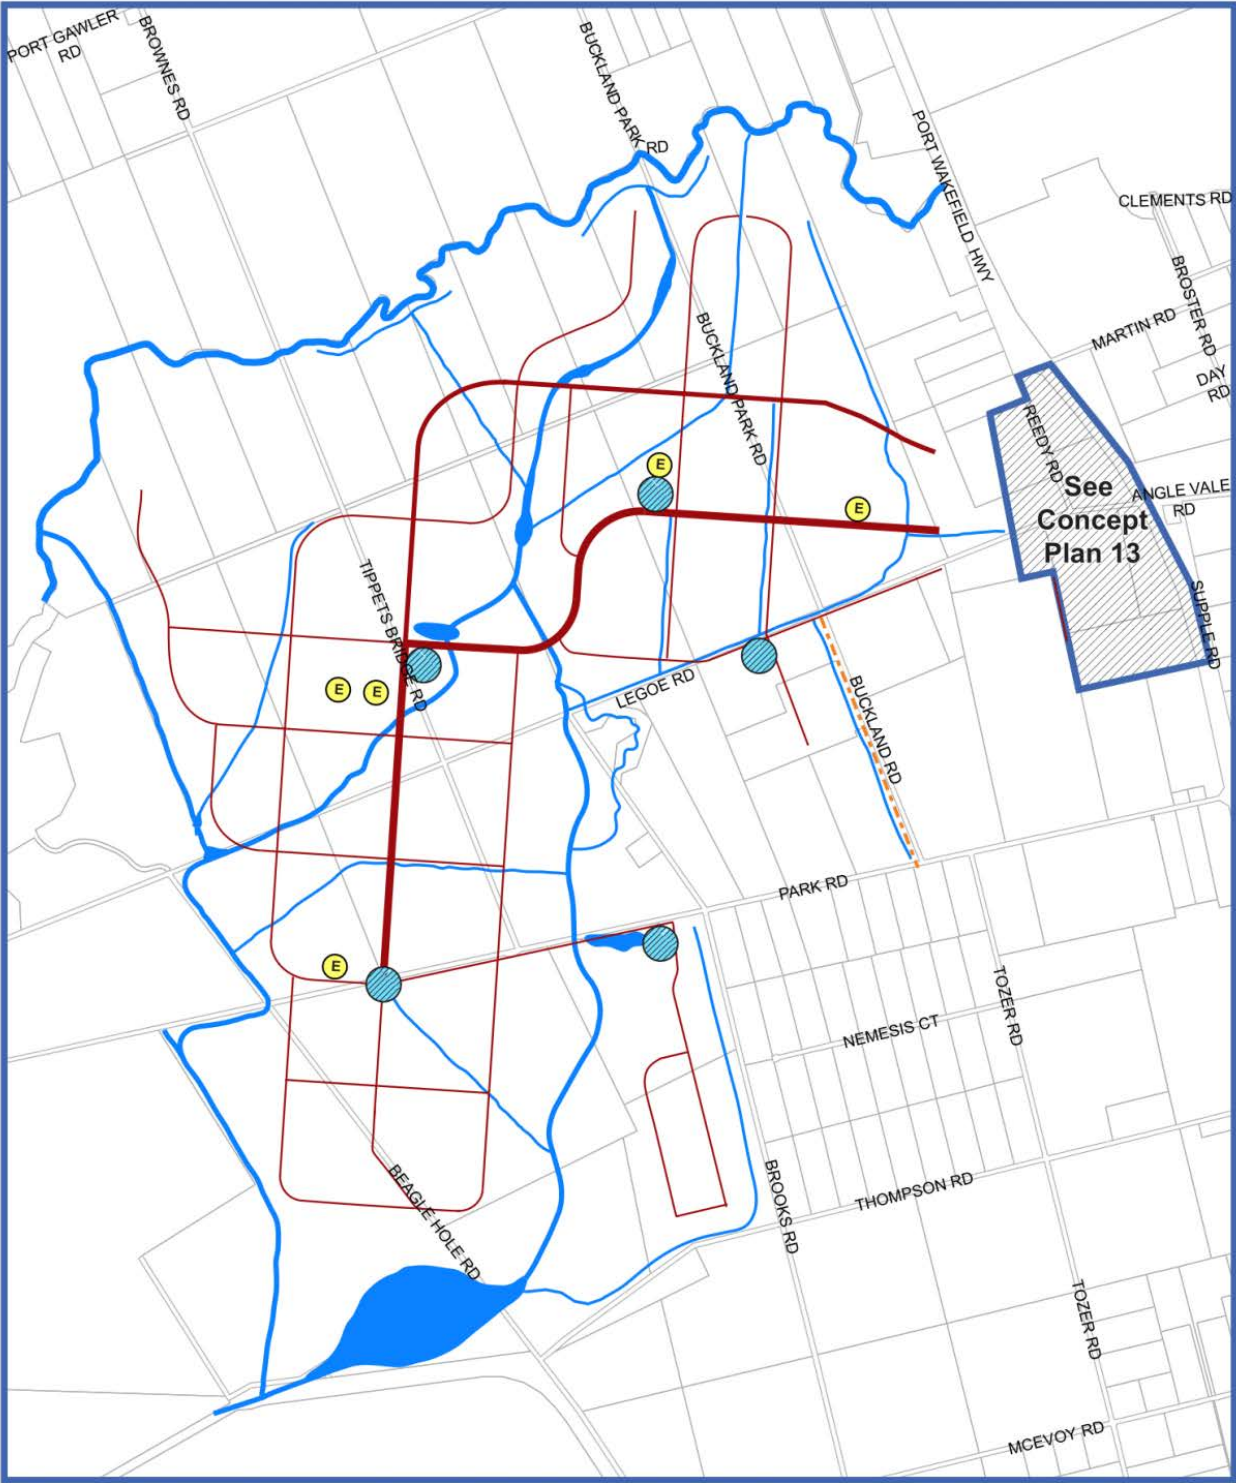 PORT GAWLER
RD
BROWNES RD
BUCKLAND PARK RD
PORT WAKEFIELD HWY
CLEMENTS RD
BROSTER RD
MARTIN RD
DAY
RD
BUCKLAND PARK RD
REEDY RD
See
Concept
Plan 13
ANGLE VALE
RD
SUPPLE RD
E
E
TIPPETS BRIDGE RD
E
E
LEGOE RD
BUCKLAND RD
PARK RD
E
TOZER RD
NEMESIS CT
BEAGLE HOLE RD
BROOKS RD
THOMPSON RD
TOZER RD
MCEVOY RD